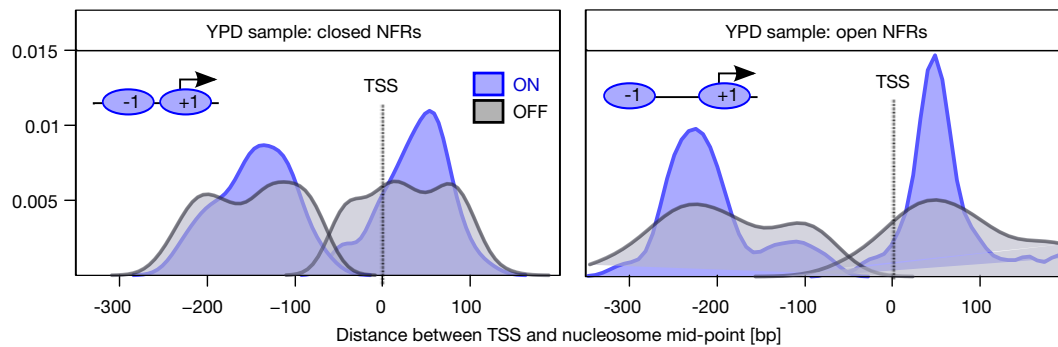 YPD sample: closed NFRs
YPD sample: open NFRs
0.015
0.01
0.005
-1
+1
TSS
ON
OFF
-1
+1
TSS
-300
−200
−100
0
100
-300
-200
-100
0
100
Distance between TSS and nucleosome mid-point [bp]